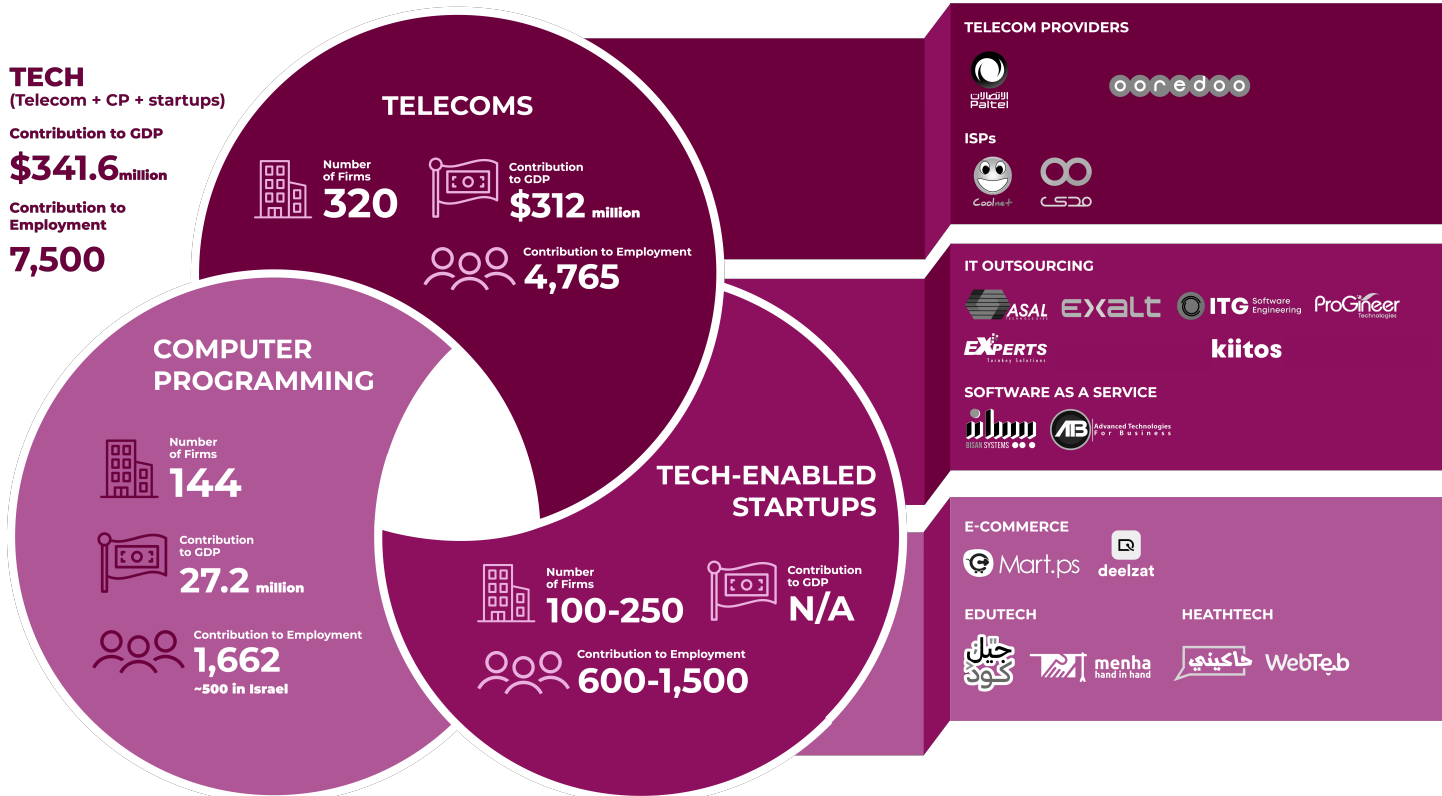 TECH
(Telecom + CP + startups)
Contribution to GDP
$341.6 million
Contribution to
Employment
7,500
TELECOMS
Number
of Firms
320
Contribution
to GDP
$312 million
Contribution to Employment
4,765
COMPUTER
PROGRAMMING
Number
of Firms
144
Contribution
to GDP
27.2 million
Contribution to Employment
1,662
~500 in Israel
TECH-ENABLED
STARTUPS
Number
of Firms
100-250
Contribution
to GDP
N/A
Contribution to Employment
600-1,500
TELECOM PROVIDERS
الاتصالات
Paltel
ooredoo
ISPs
Coolnet
مدى
IT OUTSOURCING
ASAL
TECHNOLOGIES
EXALT
ITG Software
Engineering
ProGineer
Technologies
EXPERTS
Turnkey Solutions
kiitos
SOFTWARE AS A SERVICE
بيسان
BISAN SYSTEMS
ATB Advanced Technologies
For Business
E-COMMERCE
Mart.ps
deelzat
EDUTECH
جيل
كود
menha
hand in hand
HEATHTECH
حاكيني
WebTeb